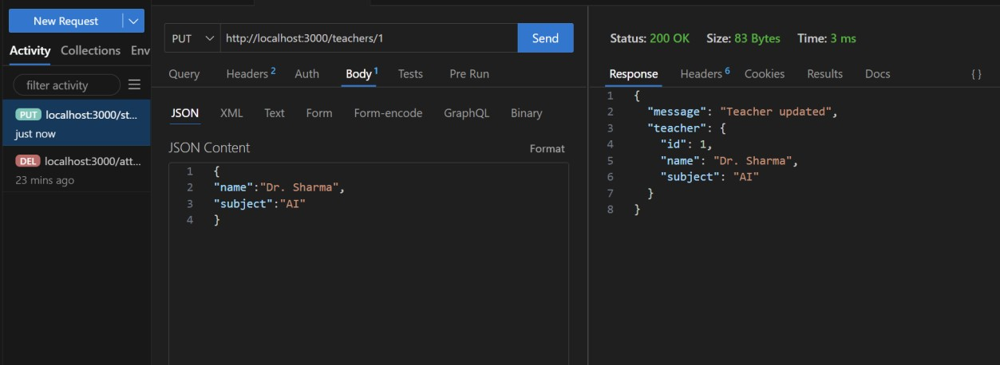 New Request
Activity Collections Env
filter activity
PUT localhost:3000/st...
just now
DEL localhost:3000/att...
23 mins ago
PUT http://localhost:3000/teachers/1 Send
Query Headers 2 Auth Body 1 Tests Pre Run
JSON XML Text Form Form-encode GraphQL Binary
JSON Content Format
1 {
2 "name":"Dr. Sharma",
3 "subject":"AI"
4 }
Status: 200 OK Size: 83 Bytes Time: 3 ms
Response Headers 6 Cookies Results Docs { }
1 {
2 "message": "Teacher updated",
3 "teacher": {
4 "id": 1,
5 "name": "Dr. Sharma",
6 "subject": "AI"
7 }
8 }